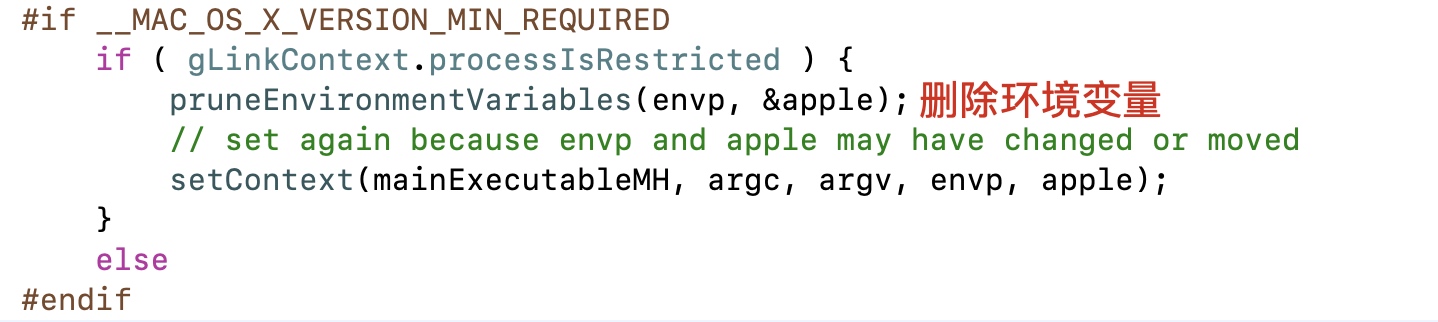 #if __MAC_OS_X_VERSION_MIN_REQUIRED
    if ( gLinkContext.processIsRestricted ) {
        pruneEnvironmentVariables(envp, &apple); 删除环境变量
        // set again because envp and apple may have changed or moved
        setContext(mainExecutableMH, argc, argv, envp, apple);
    }
    else
#endif